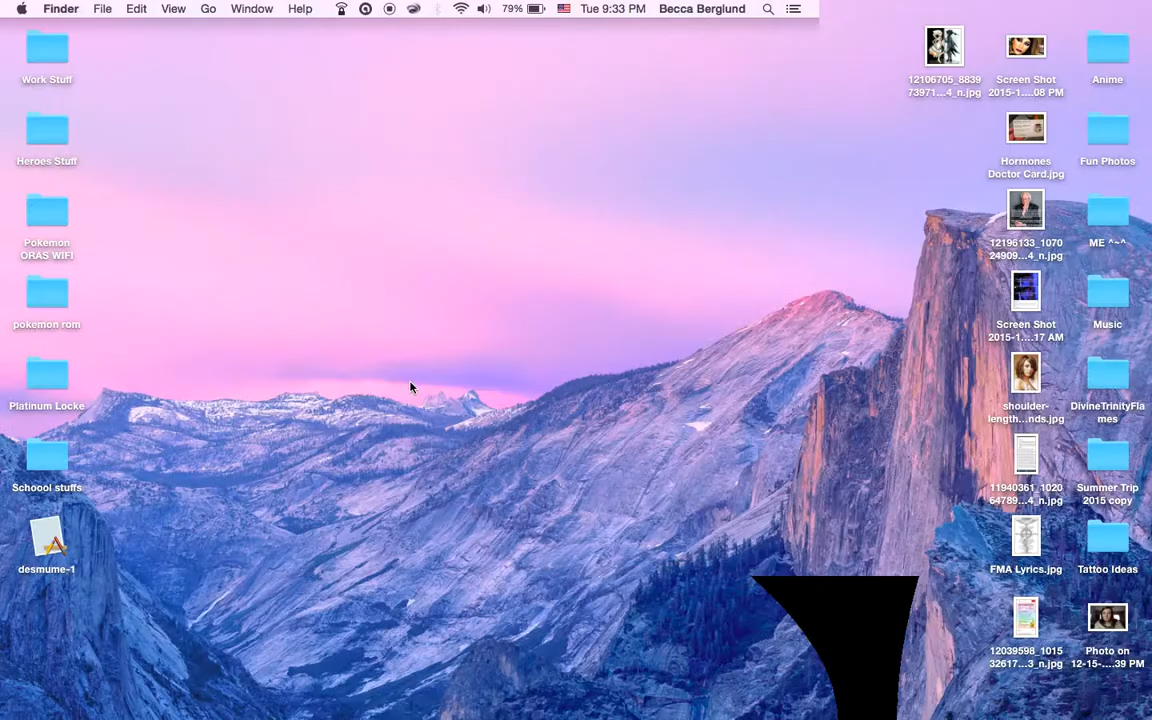 Finder File Edit View Go Window Help 79% Tue 9:33 PM Becca Berglund
Work Stuff
Heroes Stuff
Pokemon
ORAS WIFI
pokemon rom
Platinum Locke
Schoool stuffs
desmume-1
12106705_8839
73971...4_n.jpg
Screen Shot
2015-1....08 PM
Hormones
Doctor Card.jpg
12196133_1070
24909...4_n.jpg
Screen Shot
2015-1....17 AM
shoulder-
length...nds.jpg
11940361_1020
64789...4_n.jpg
FMA Lyrics.jpg
12039598_1015
32617...3_n.jpg
Anime
Fun Photos
ME ^~^
Music
DivineTrinityFla
mes
Summer Trip
2015 copy
Tattoo Ideas
Photo on
12-15-....39 PM